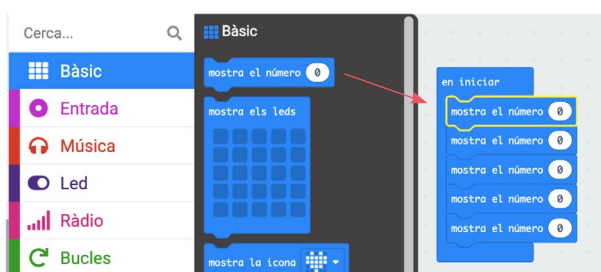 Cerca...
Bàsic
Entrada
Música
Led
Ràdio
Bucles
Bàsic
mostra el número 0
mostra els leds
mostra la icona
en iniciar
mostra el número 0
mostra el número 0
mostra el número 0
mostra el número 0
mostra el número 0